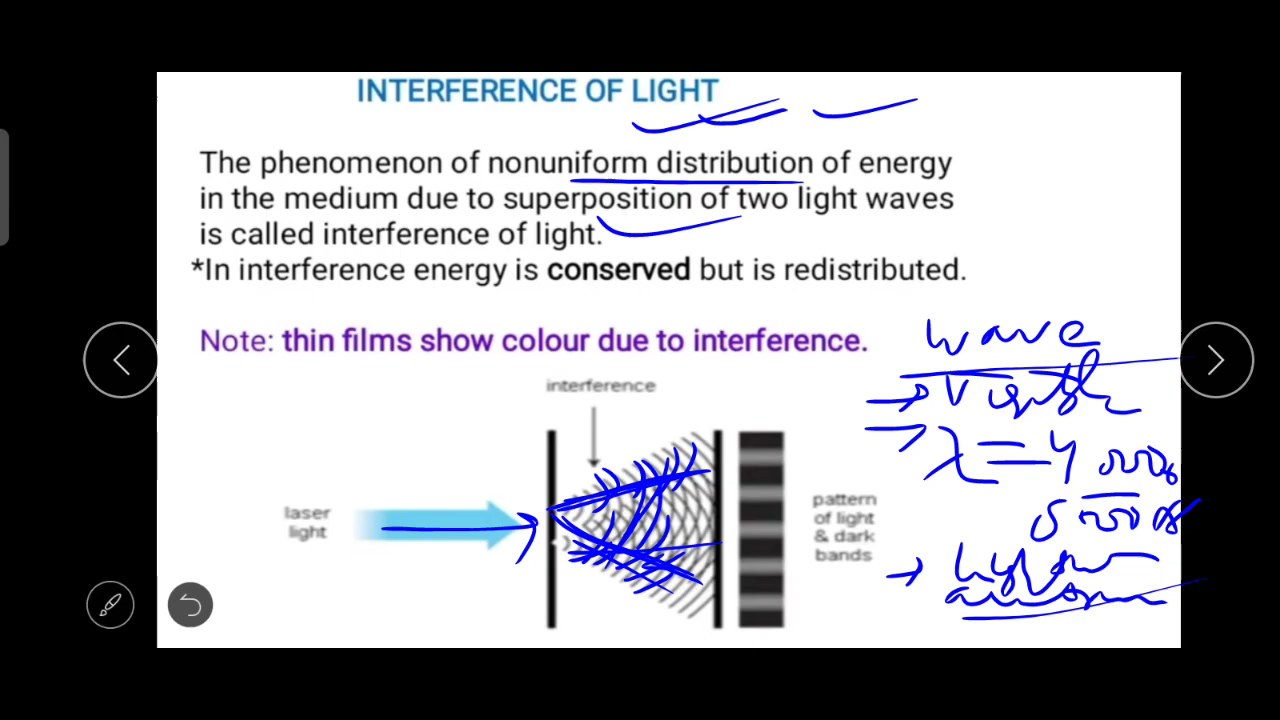 INTERFERENCE OF LIGHT
The phenomenon of nonuniform distribution of energy
in the medium due to superposition of two light waves
is called interference of light.
*In interference energy is conserved but is redistributed.
Note: thin films show colour due to interference.
interference
laser
light
pattern
of light
& dark
bands
wave
λ = 4000